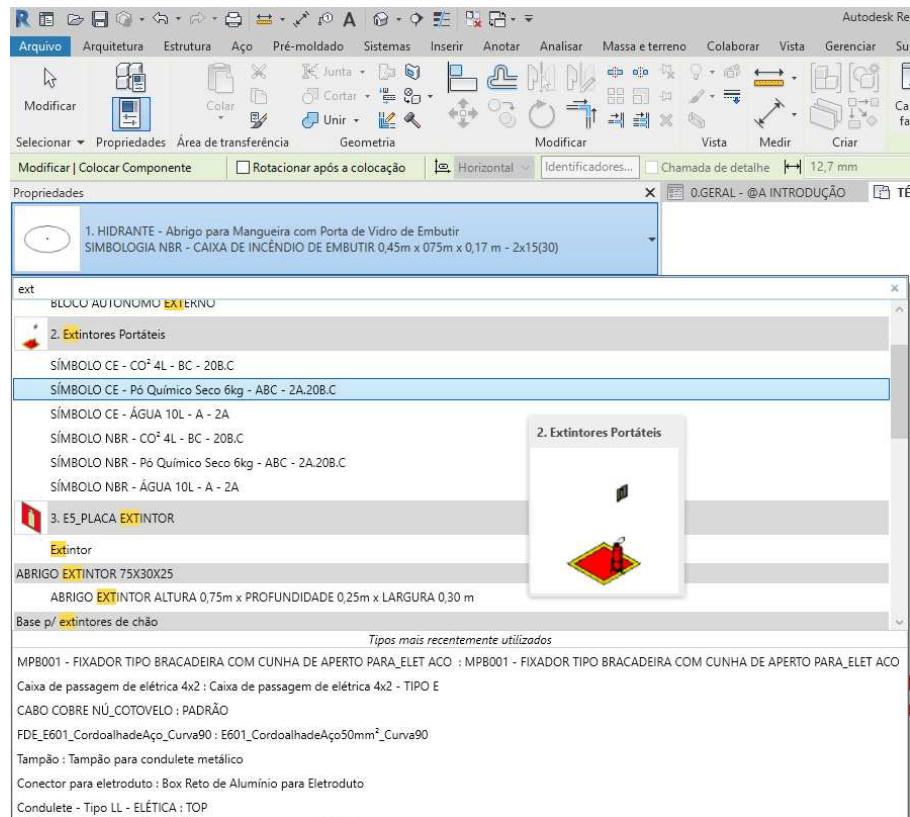 Autodesk Re
Arquivo Arquitetura Estrutura Aço Pré-moldado Sistemas Inserir Anotar Analisar Massa e terreno Colaborar Vista Gerenciar Su
Modificar
Colar
Junta
Cortar
Unir
Ca
fa
Selecionar Propriedades Área de transferência Geometria Modificar Vista Medir Criar
Modificar | Colocar Componente Rotacionar após a colocação Horizontal Identificadores... Chamada de detalhe 12,7 mm
Propriedades 0.GERAL - @A INTRODUÇÃO TÉ
1. HIDRANTE - Abrigo para Mangueira com Porta de Vidro de Embutir
SIMBOLOGIA NBR - CAIXA DE INCÊNDIO DE EMBUTIR 0,45m x 075m x 0,17 m - 2x15(30)
ext
BLOCO AUTÔNOMO EXTERNO
2. Extintores Portáteis
SÍMBOLO CE - CO² 4L - BC - 20B.C
SÍMBOLO CE - Pó Químico Seco 6kg - ABC - 2A.20B.C
SÍMBOLO CE - ÁGUA 10L - A - 2A
SÍMBOLO NBR - CO² 4L - BC - 20B.C
SÍMBOLO NBR - Pó Químico Seco 6kg - ABC - 2A.20B.C
SÍMBOLO NBR - ÁGUA 10L - A - 2A
2. Extintores Portáteis
3. E5_PLACA EXTINTOR
Extintor
ABRIGO EXTINTOR 75X30X25
ABRIGO EXTINTOR ALTURA 0,75m x PROFUNDIDADE 0,25m x LARGURA 0,30 m
Base p/ extintores de chão
Tipos mais recentemente utilizados
MPB001 - FIXADOR TIPO BRACADEIRA COM CUNHA DE APERTO PARA_ELET ACO : MPB001 - FIXADOR TIPO BRACADEIRA COM CUNHA DE APERTO PARA_ELET ACO
Caixa de passagem de elétrica 4x2 : Caixa de passagem de elétrica 4x2 - TIPO E
CABO COBRE NÚ_COTOVELO : PADRÃO
FDE_E601_CordoalhadeAço_Curva90 : E601_CordoalhadeAço50mm²_Curva90
Tampão : Tampão para condulete metálico
Conector para eletroduto : Box Reto de Alumínio para Eletroduto
Condulete - Tipo LL - ELÉTICA : TOP